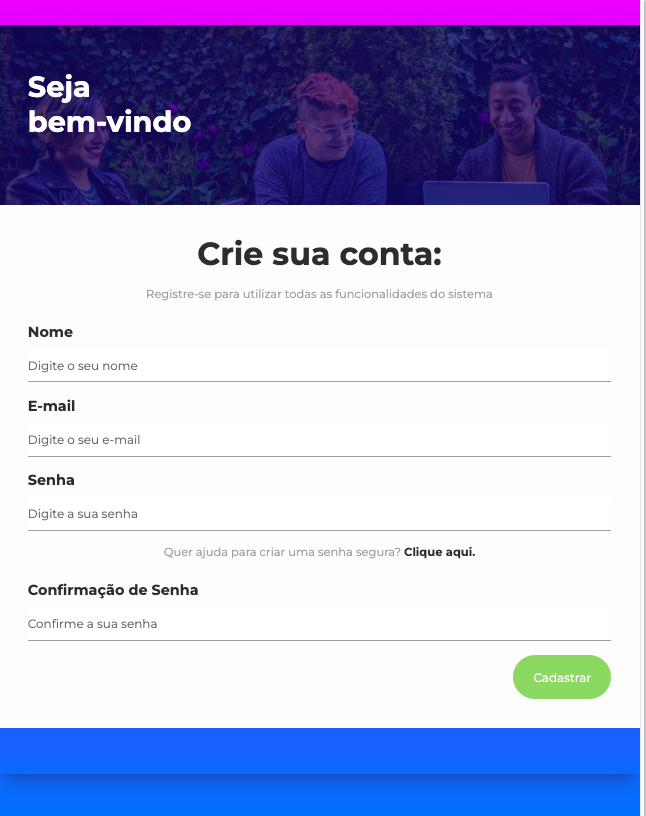 Seja
bem-vindo
Crie sua conta:
Registre-se para utilizar todas as funcionalidades do sistema
Nome
Digite o seu nome
E-mail
Digite o seu e-mail
Senha
Digite a sua senha
Quer ajuda para criar uma senha segura? Clique aqui.
Confirmação de Senha
Confirme a sua senha
Cadastrar